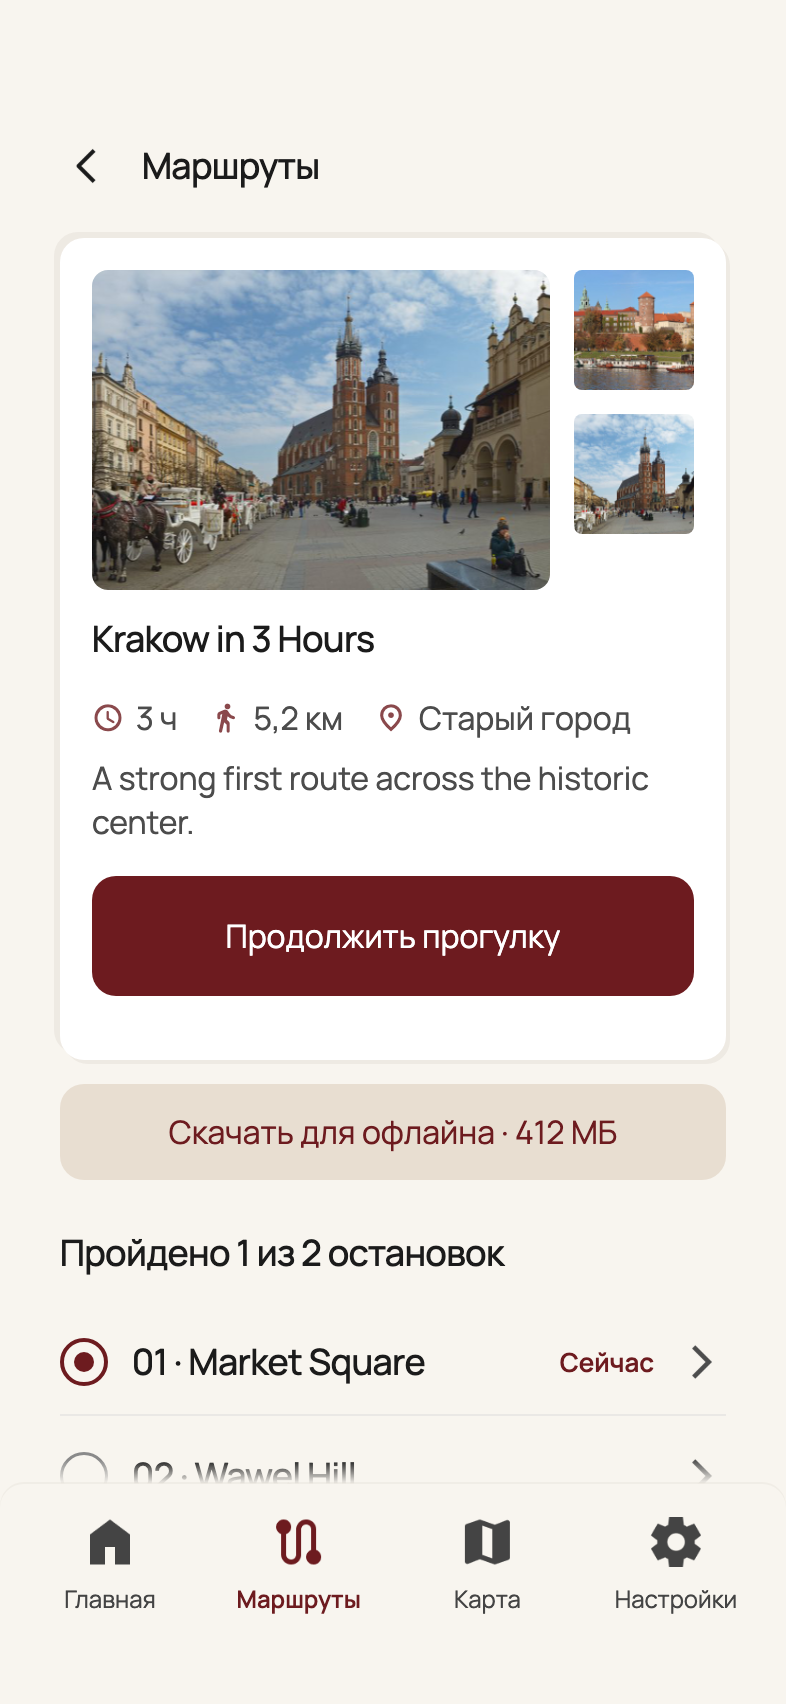 Маршруты
Krakow in 3 Hours
3 ч 5,2 км Старый город
A strong first route across the historic
center.
Продолжить прогулку
Скачать для офлайна · 412 МБ
Пройдено 1 из 2 остановок
01 · Market Square Сейчас
02 · Wawel Hill
Главная Маршруты Карта Настройки